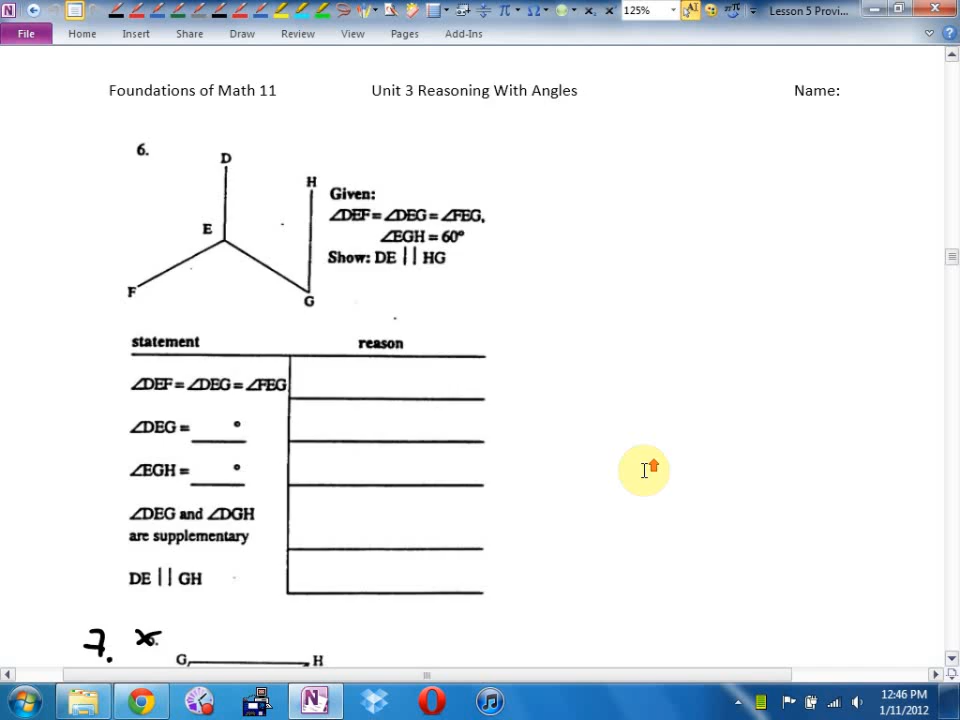 125%
Lesson 5 Provi...
File Home Insert Share Draw Review View Pages Add-Ins
Foundations of Math 11 Unit 3 Reasoning With Angles Name:
6.
D
H
Given:
∠DEF = ∠DEG = ∠FEG,
E
∠EGH = 60°
Show: DE || HG
F
G
statement reason
∠DEF = ∠DEG = ∠FEG
∠DEG = ____ °
∠EGH = ____ °
∠DEG and ∠DGH
are supplementary
DE || GH
7.
G H
12:46 PM
1/11/2012